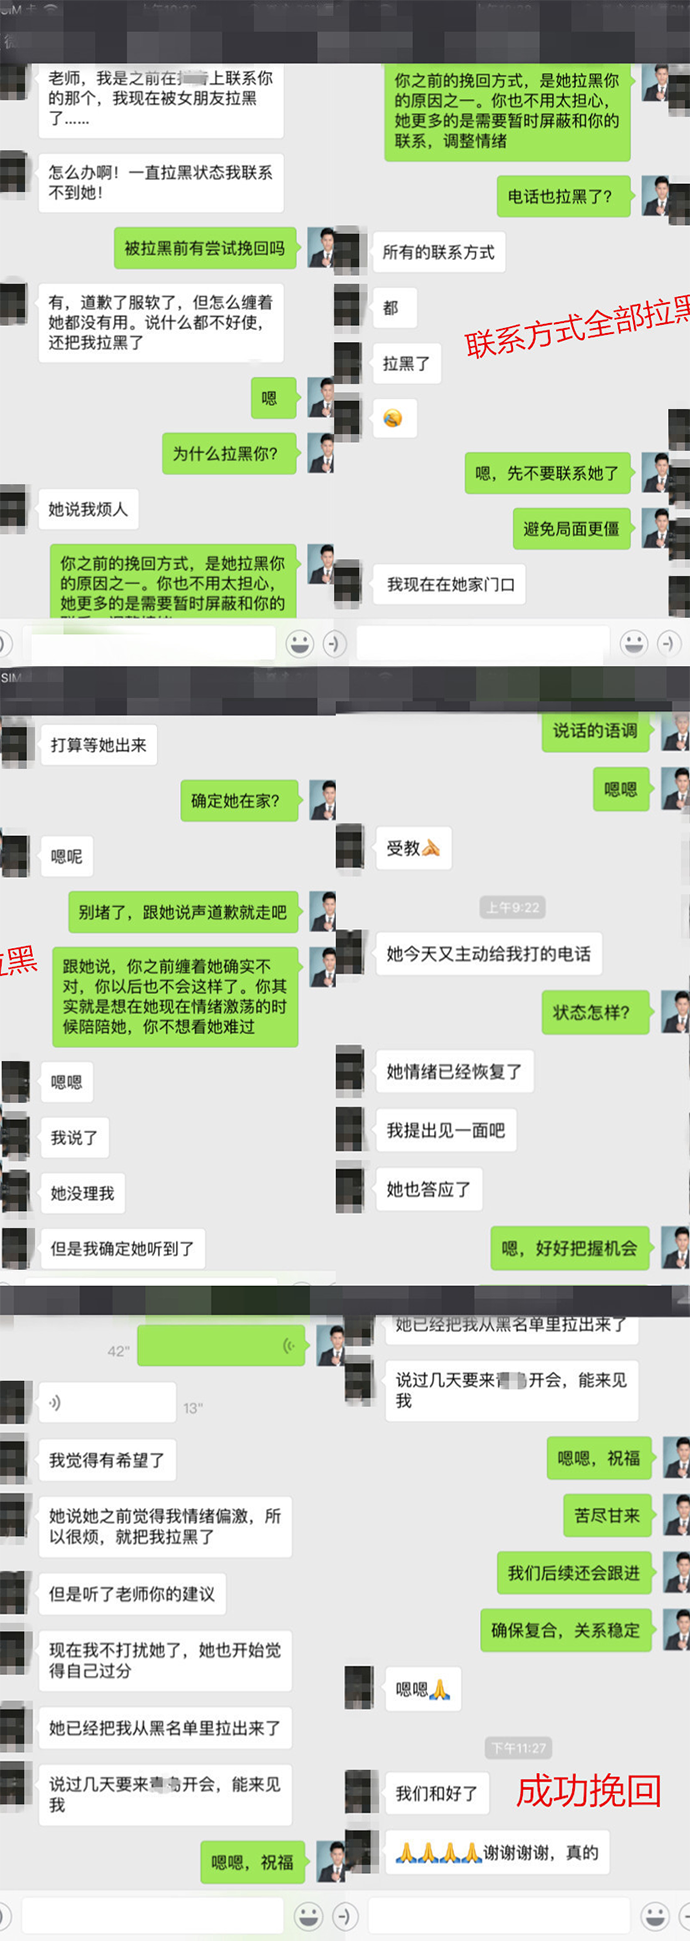 老师，我是之前在抖音上联系你
的那个，我现在被女朋友拉黑
了……
怎么办啊！一直拉黑状态我联系
不到她！
被拉黑前有尝试挽回吗
有，道歉了服软了，但怎么缠着
她都没有用。说什么都不好使，
还把我拉黑了
嗯
为什么拉黑你？
她说我烦人
你之前的挽回方式，是她拉黑你
的原因之一。你也不用太担心，
她更多的是需要暂时屏蔽和你的
你之前的挽回方式，是她拉黑你
的原因之一。你也不用太担心，
她更多的是需要暂时屏蔽和你的
联系，调整情绪
电话也拉黑了？
所有的联系方式
都
拉黑了
联系方式全部拉黑
嗯，先不要联系她了
避免局面更僵
我现在在她家门口
SIM
打算等她出来
确定她在家？
嗯呢
别堵了，跟她说声道歉就走吧
拉黑
跟她说，你之前缠着她确实不
对，你以后也不会这样了。你其
实就是想在她现在情绪激荡的时
候陪陪她，你不想看她难过
嗯嗯
我说了
她没理我
但是我确定她听到了
说话的语调
嗯嗯
受教
上午9:22
她今天又主动给我打的电话
状态怎样？
她情绪已经恢复了
我提出见一面吧
她也答应了
嗯，好好把握机会
42"
13"
我觉得有希望了
她说她之前觉得我情绪偏激，所
以很烦，就把我拉黑了
但是听了老师你的建议
现在我不打扰她了，她也开始觉
得自己过分
她已经把我从黑名单里拉出来了
说过几天要来青岛开会，能来见
我
嗯嗯，祝福
她已经把我从黑名单里拉出来了
说过几天要来青岛开会，能来见
我
嗯嗯，祝福
苦尽甘来
我们后续还会跟进
确保复合，关系稳定
嗯嗯
下午11:27
我们和好了
成功挽回
谢谢谢谢，真的